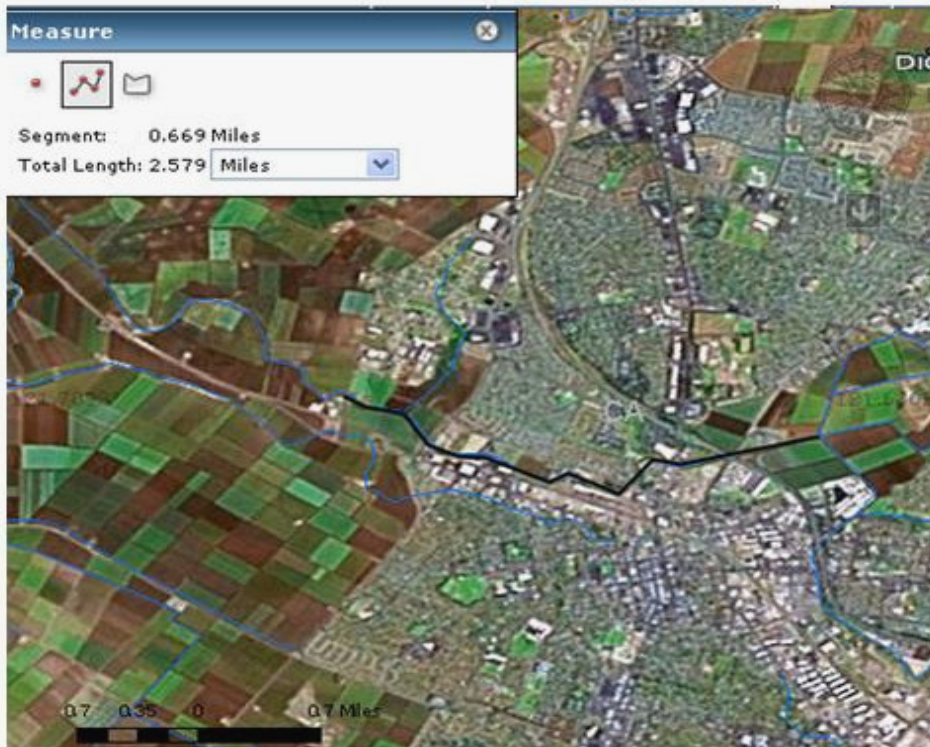 Measure
Segment: 0.669 Miles
Total Length: 2.579 Miles
CA
0.7 0.35 0 0.7 Miles